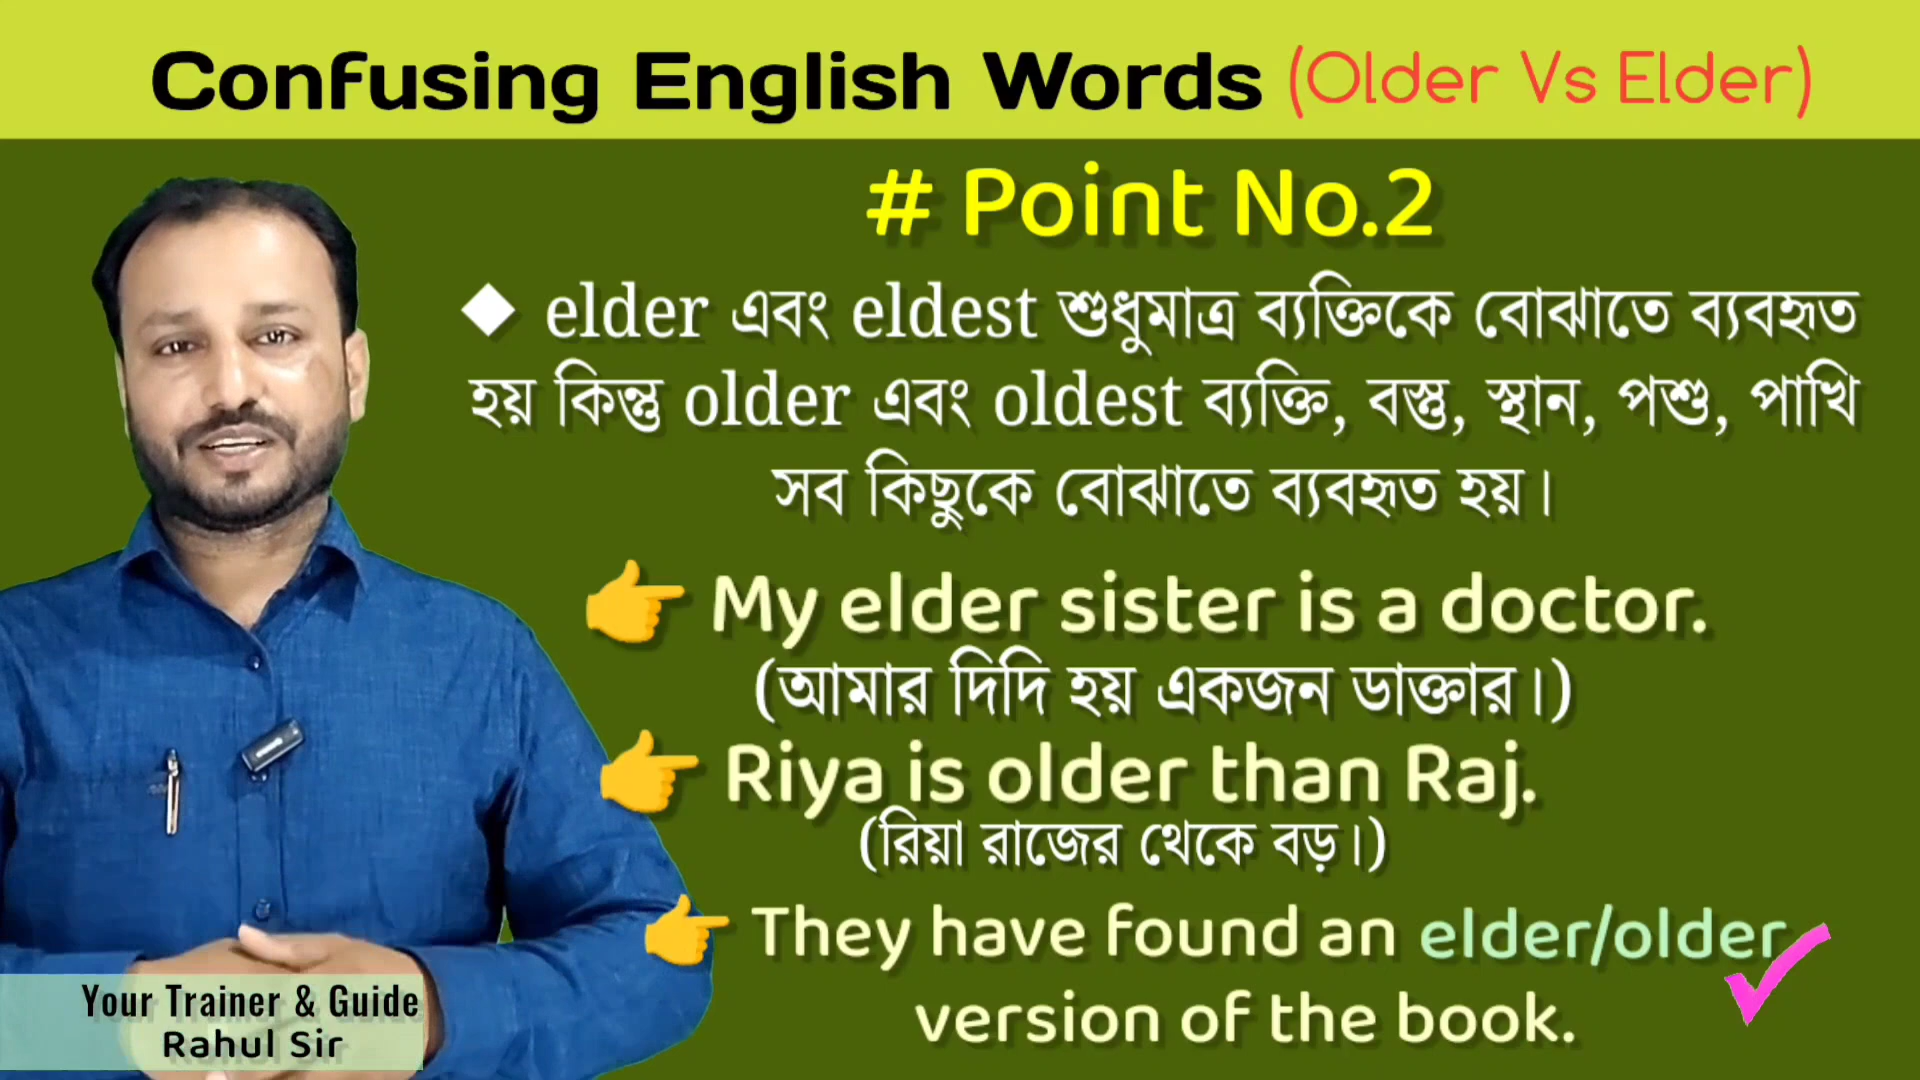 Confusing English Words (Older Vs Elder)
# Point No.2
◆ elder এবং eldest শুধুমাত্র ব্যক্তিকে বোঝাতে ব্যবহৃত
হয় কিন্তু older এবং oldest ব্যক্তি, বস্তু, স্থান, পশু, পাখি
সব কিছুকে বোঝাতে ব্যবহৃত হয়।
👉 My elder sister is a doctor.
(আমার দিদি হয় একজন ডাক্তার।)
👉 Riya is older than Raj.
(রিয়া রাজের থেকে বড়।)
👉 They have found an elder/older
version of the book.
Your Trainer & Guide
Rahul Sir